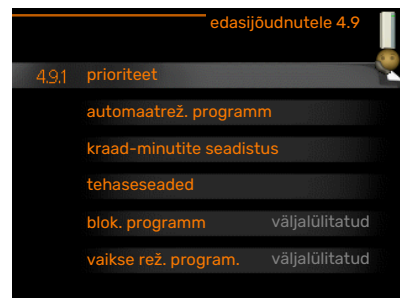 edasijõudnutele 4.9
4.9.1 prioriteet
automaatrež. programm
kraad-minutite seadistus
tehaseseaded
blok. programm väljalülitatud
vaikse rež. program. väljalülitatud